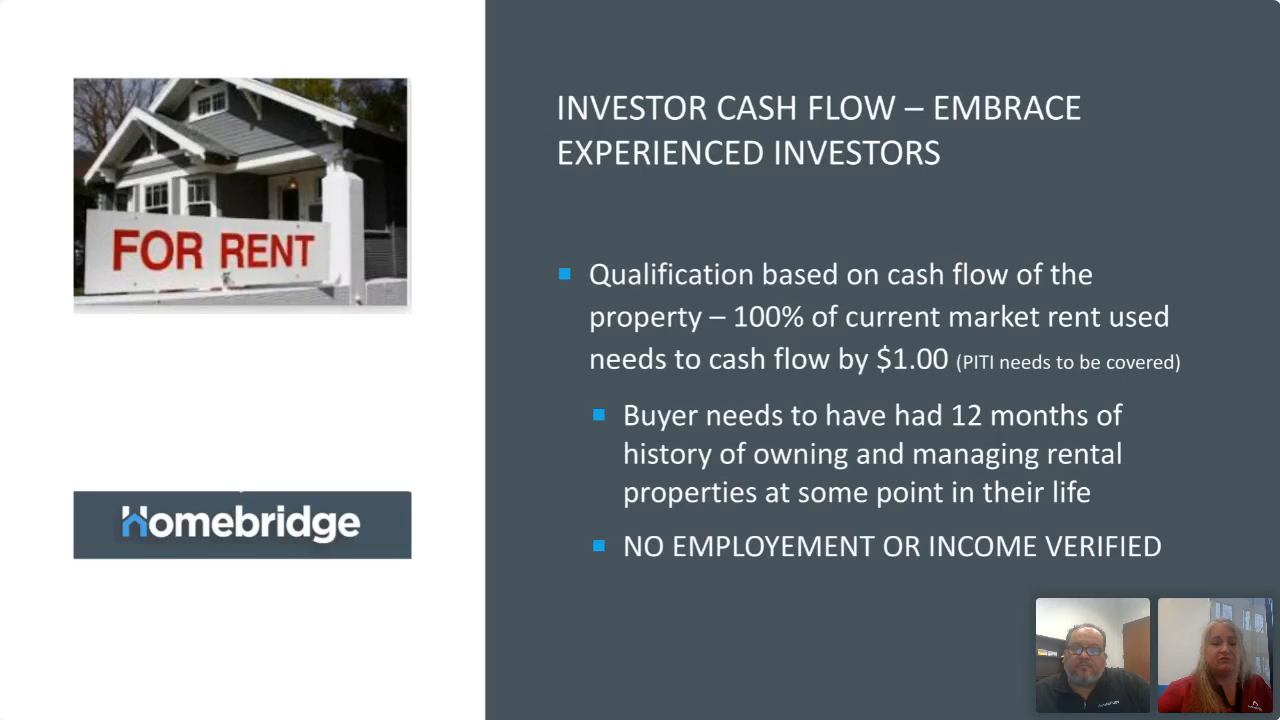 FOR RENT
Homebridge
INVESTOR CASH FLOW – EMBRACE
EXPERIENCED INVESTORS
Qualification based on cash flow of the
property – 100% of current market rent used
needs to cash flow by $1.00 (PITI needs to be covered)
Buyer needs to have had 12 months of
history of owning and managing rental
properties at some point in their life
NO EMPLOYEMENT OR INCOME VERIFIED